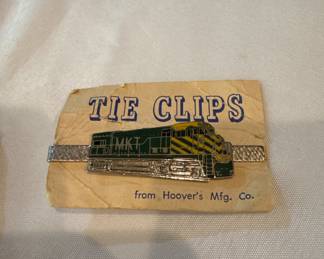 TIE CLIPS
MKT
from Hoover's Mfg. Co.